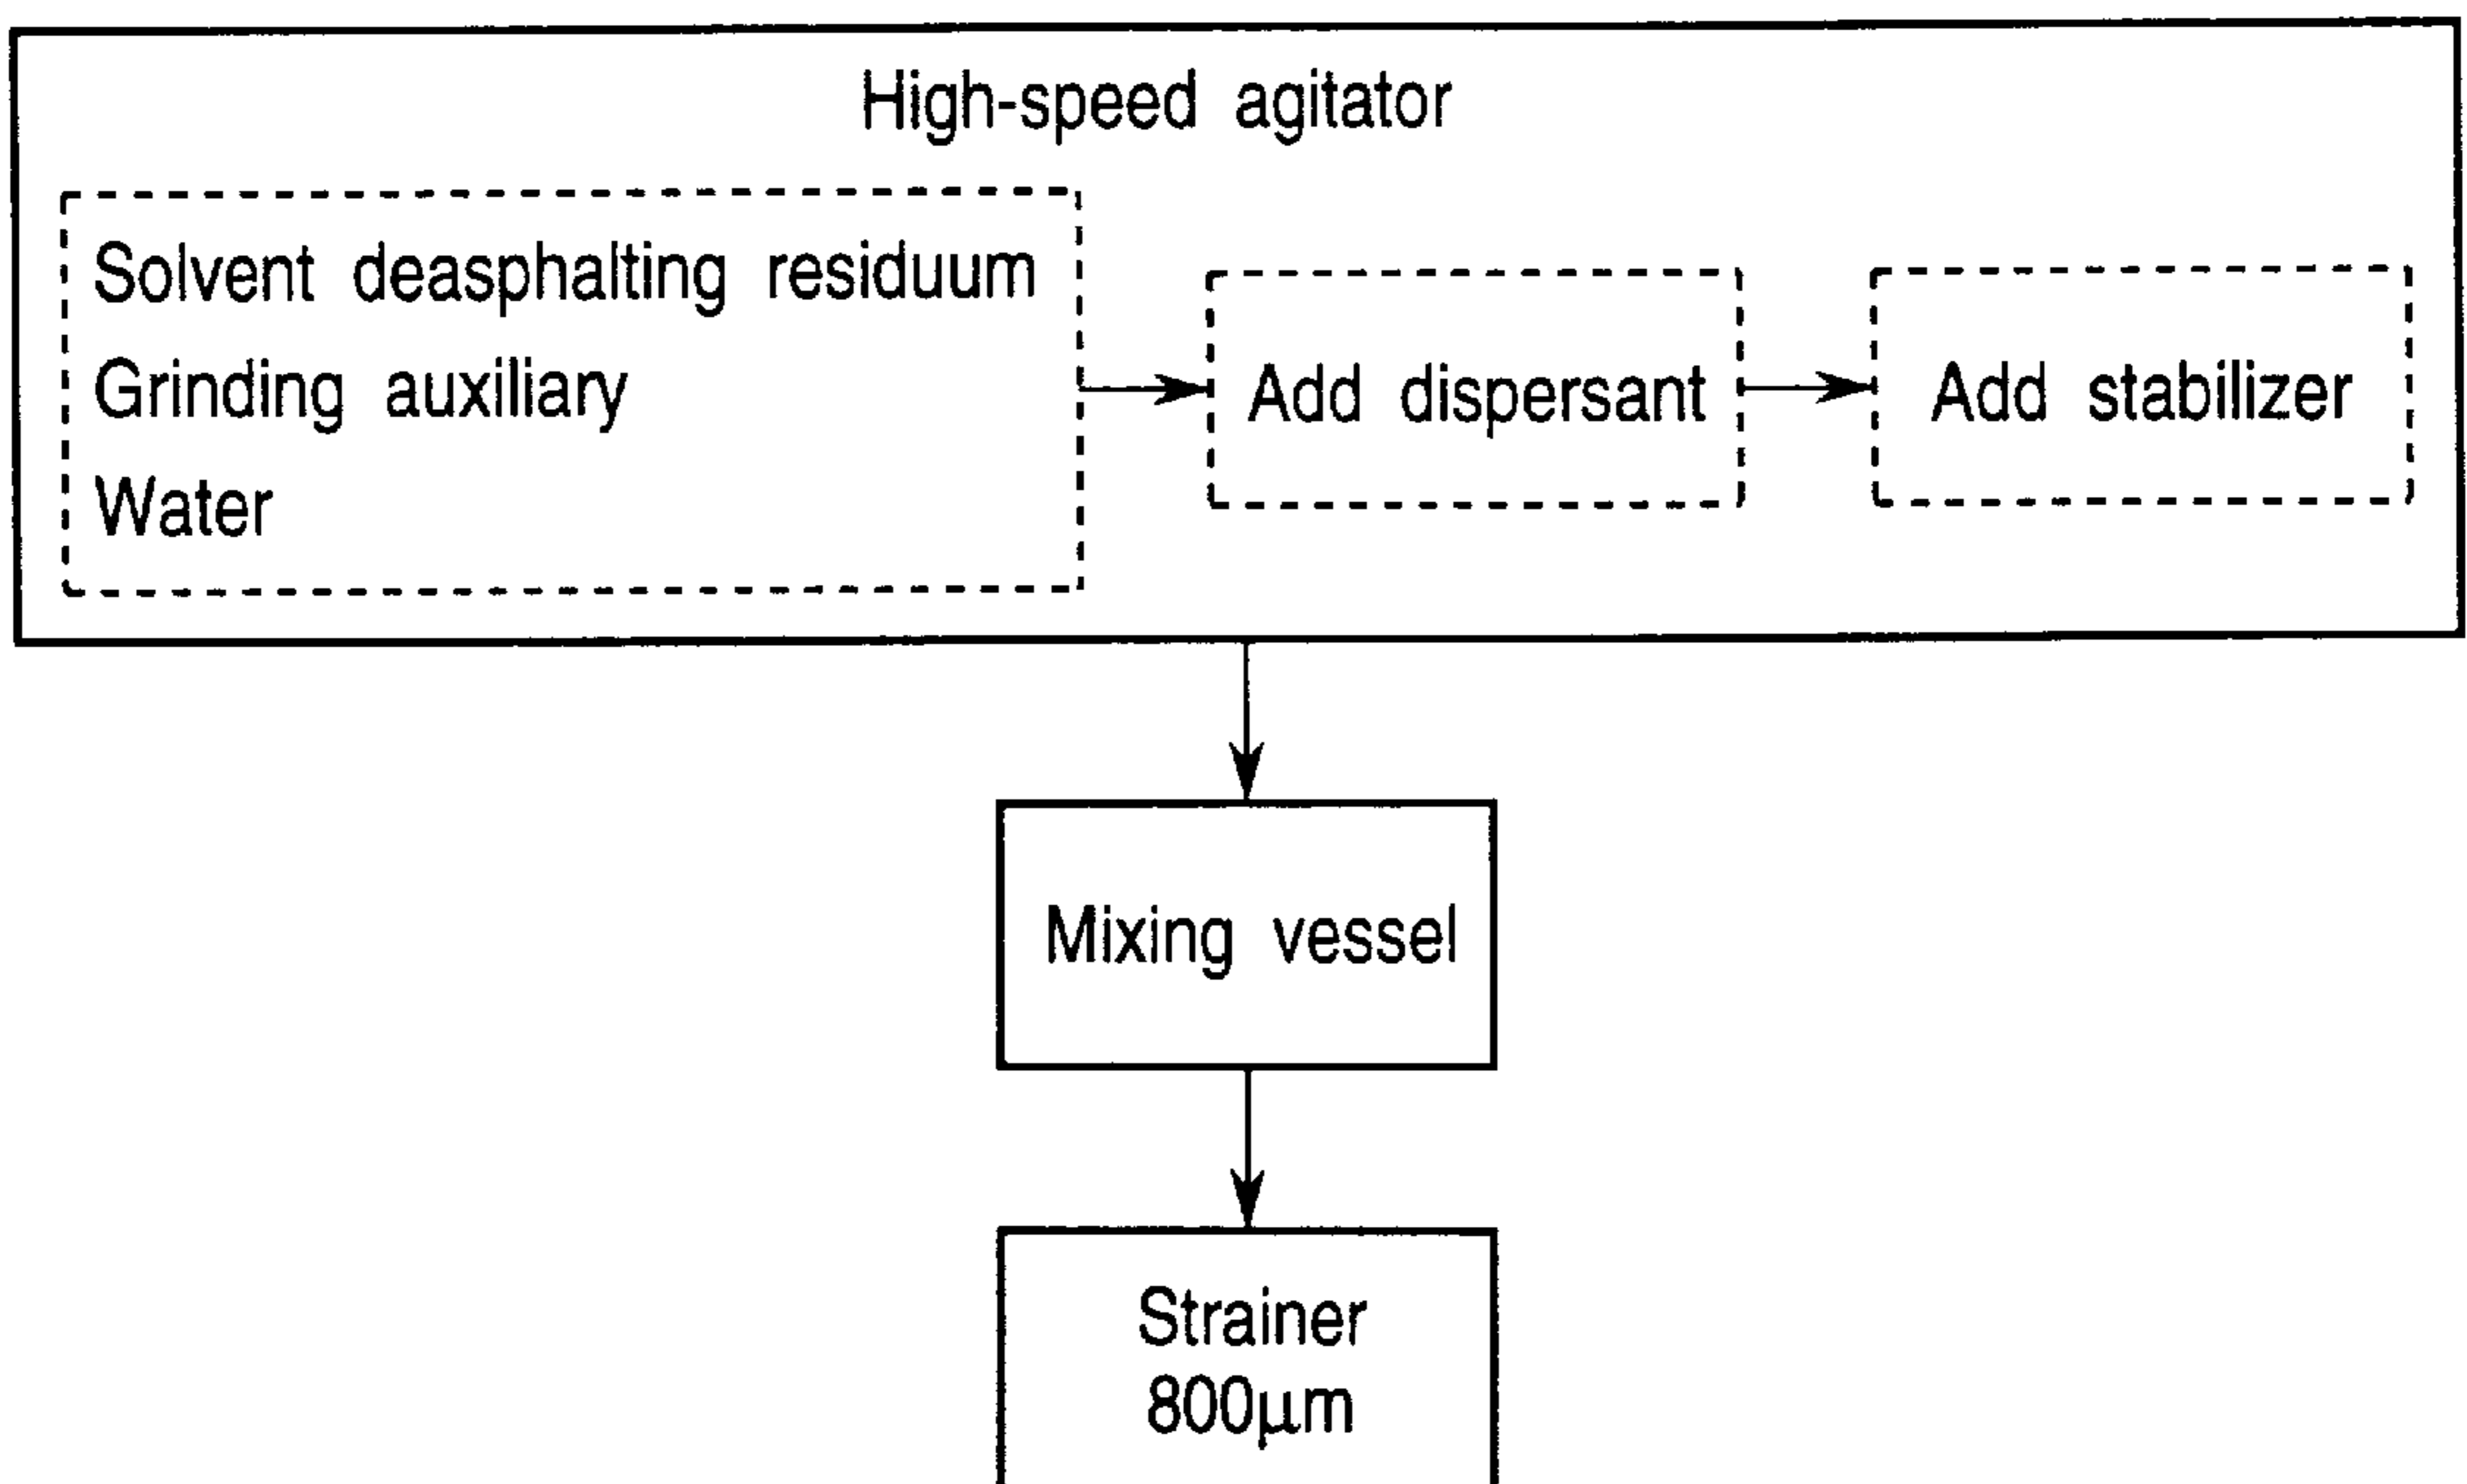 High-speed agitator
Solvent deasphalting residuum
Grinding auxiliary
Water
Add dispersant
Add stabilizer
Mixing vessel
Strainer
800μm